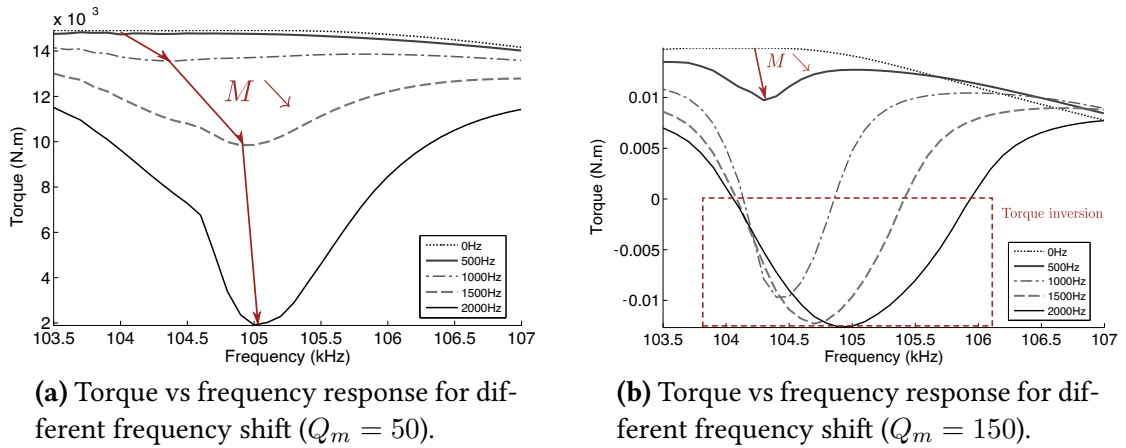 x 10 ³
14
12
10
8
6
4
2
Torque (N.m)
M ↘
0Hz
500Hz
1000Hz
1500Hz
2000Hz
103.5 104 104.5 105 105.5 106 106.5 107
Frequency (kHz)
(a) Torque vs frequency response for dif-
ferent frequency shift (Qm = 50).
0.01
0.005
0
-0.005
-0.01
Torque (N.m)
M ↘
Torque inversion
0Hz
500Hz
1000Hz
1500Hz
2000Hz
103.5 104 104.5 105 105.5 106 106.5 107
Frequency (kHz)
(b) Torque vs frequency response for dif-
ferent frequency shift (Qm = 150).